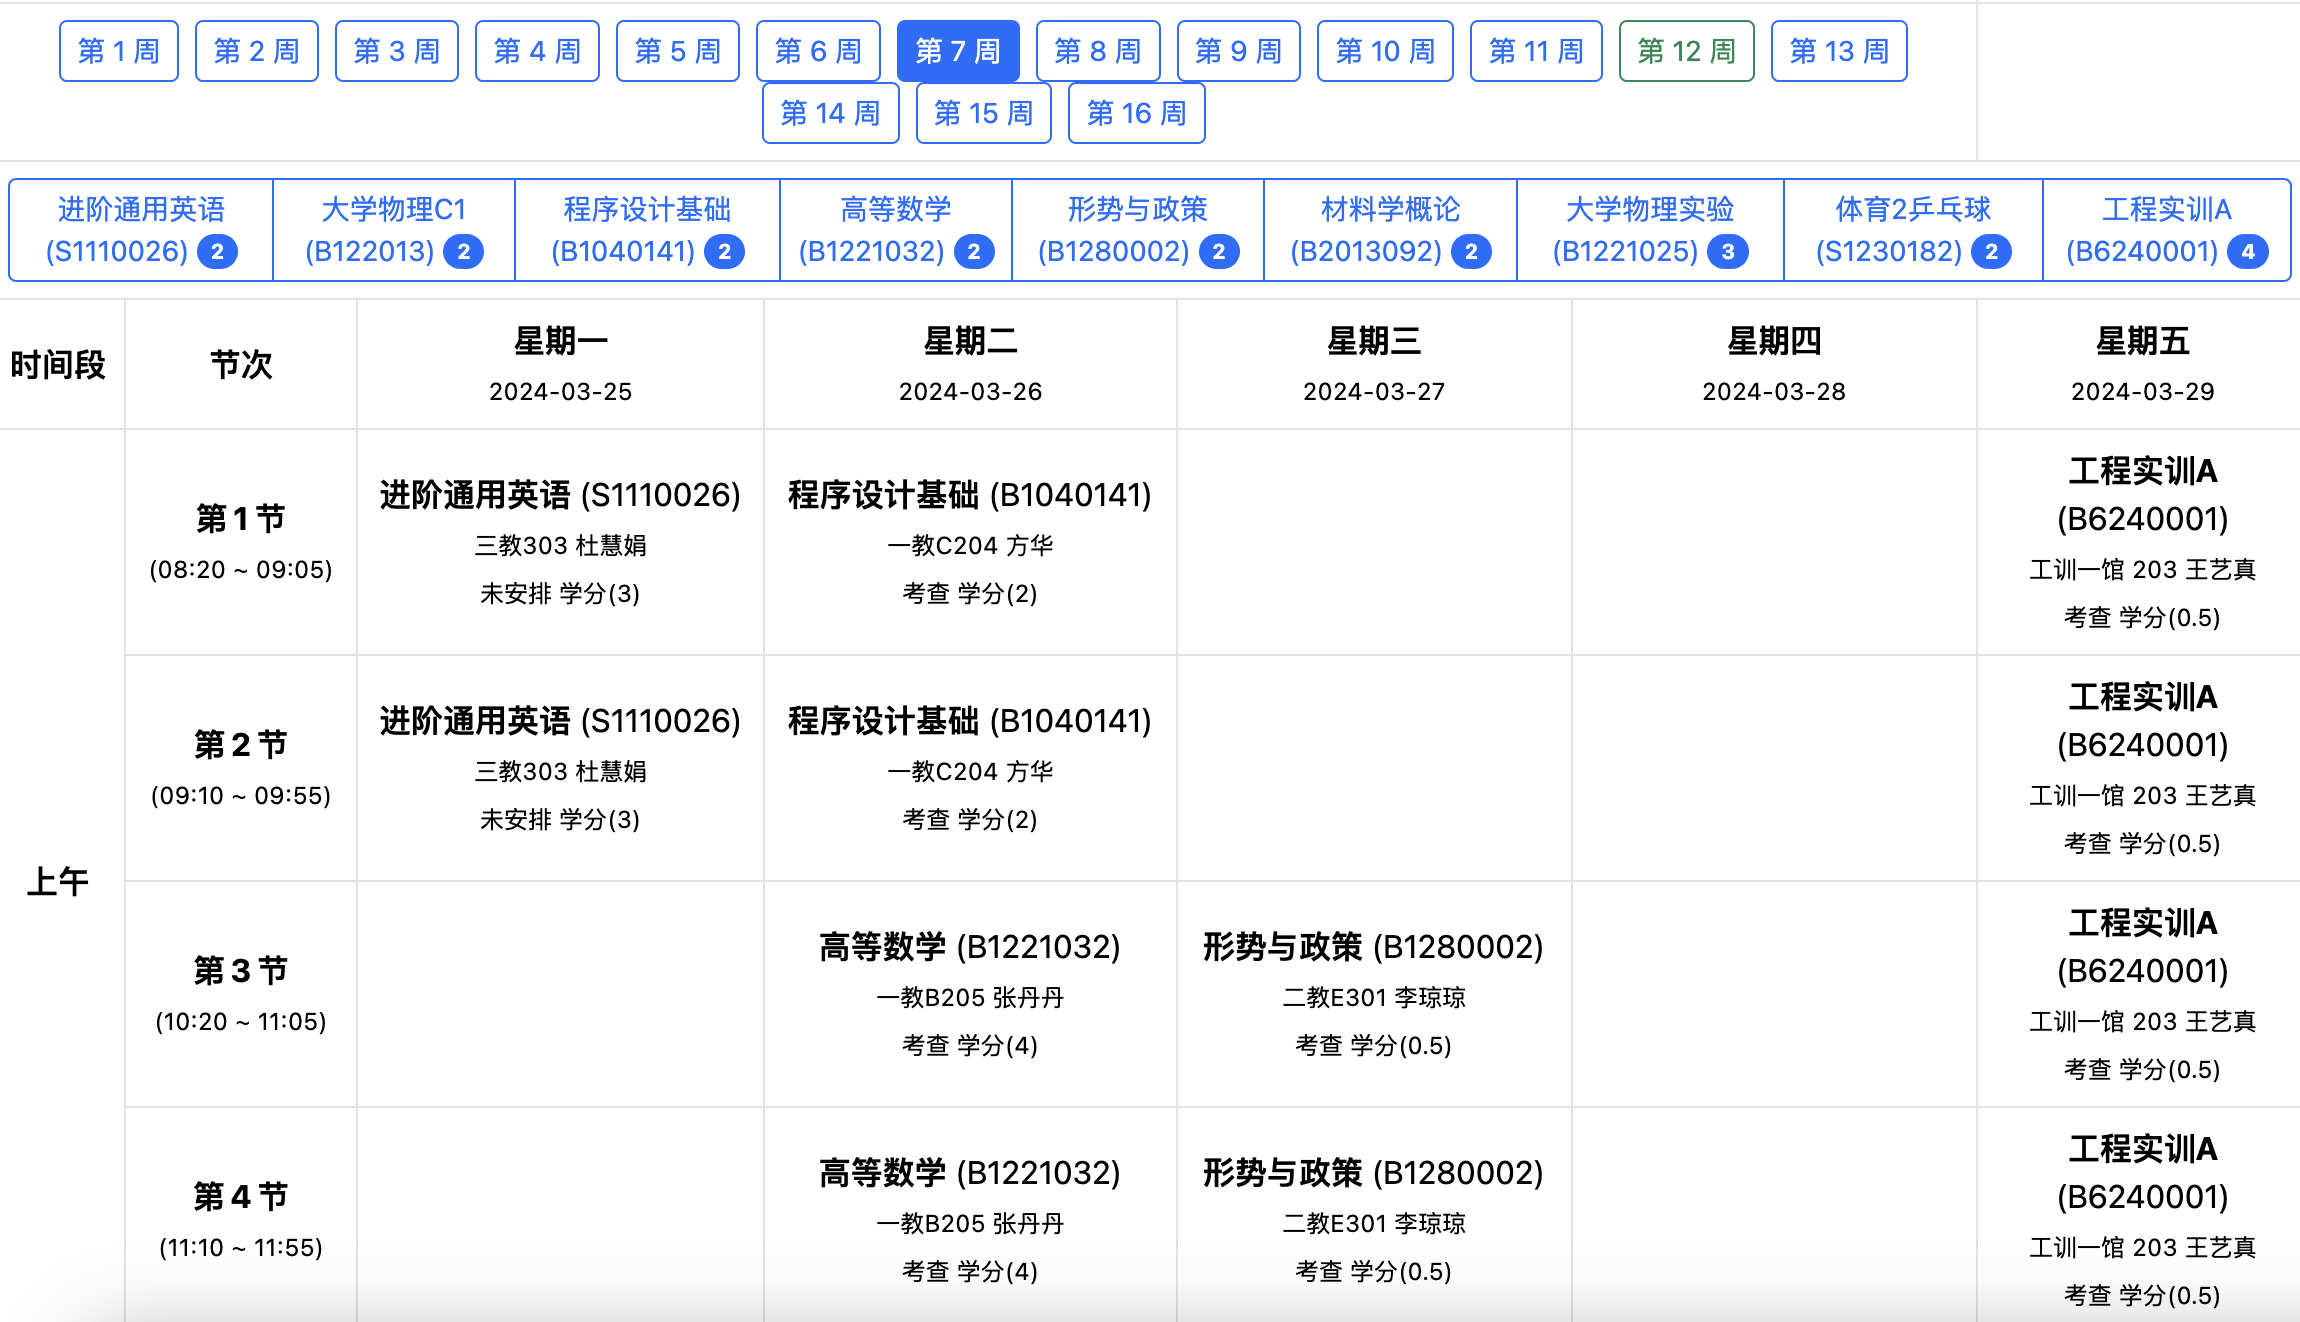 第 1 周 第 2 周 第 3 周 第 4 周 第 5 周 第 6 周 第 7 周 第 8 周 第 9 周 第 10 周 第 11 周 第 12 周 第 13 周
第 14 周 第 15 周 第 16 周
进阶通用英语 大学物理C1 程序设计基础 高等数学 形势与政策 材料学概论 大学物理实验 体育2乒乓球 工程实训A
(S1110026) 2 (B122013) 2 (B1040141) 2 (B1221032) 2 (B1280002) 2 (B2013092) 2 (B1221025) 3 (S1230182) 2 (B6240001) 4
时间段 节次 星期一 星期二 星期三 星期四 星期五
2024-03-25 2024-03-26 2024-03-27 2024-03-28 2024-03-29
上午
第 1 节
(08:20 ~ 09:05)
进阶通用英语 (S1110026)
三教303 杜慧娟
未安排 学分(3)
程序设计基础 (B1040141)
一教C204 方华
考查 学分(2)
工程实训A
(B6240001)
工训一馆 203 王艺真
考查 学分(0.5)
第 2 节
(09:10 ~ 09:55)
进阶通用英语 (S1110026)
三教303 杜慧娟
未安排 学分(3)
程序设计基础 (B1040141)
一教C204 方华
考查 学分(2)
工程实训A
(B6240001)
工训一馆 203 王艺真
考查 学分(0.5)
第 3 节
(10:20 ~ 11:05)
高等数学 (B1221032)
一教B205 张丹丹
考查 学分(4)
形势与政策 (B1280002)
二教E301 李琼琼
考查 学分(0.5)
工程实训A
(B6240001)
工训一馆 203 王艺真
考查 学分(0.5)
第 4 节
(11:10 ~ 11:55)
高等数学 (B1221032)
一教B205 张丹丹
考查 学分(4)
形势与政策 (B1280002)
二教E301 李琼琼
考查 学分(0.5)
工程实训A
(B6240001)
工训一馆 203 王艺真
考查 学分(0.5)